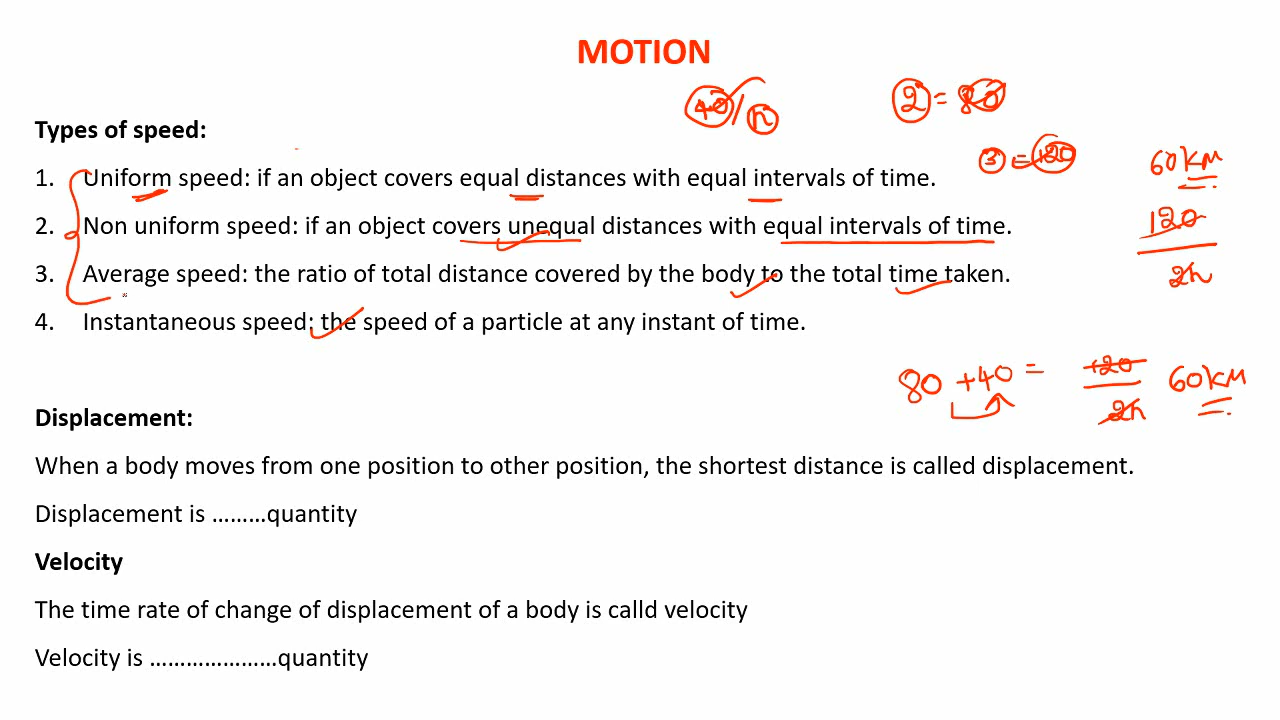 MOTION
40/h
2 = 80
Types of speed:
3 = 120
60KM
1. Uniform speed: if an object covers equal distances with equal intervals of time.
2. Non uniform speed: if an object covers unequal distances with equal intervals of time.
120
2h
3. Average speed: the ratio of total distance covered by the body to the total time taken.
4. Instantaneous speed: the speed of a particle at any instant of time.
80 +40 = 120 60KM
2h
Displacement:
When a body moves from one position to other position, the shortest distance is called displacement.
Displacement is ………quantity
Velocity
The time rate of change of displacement of a body is calld velocity
Velocity is …………………quantity